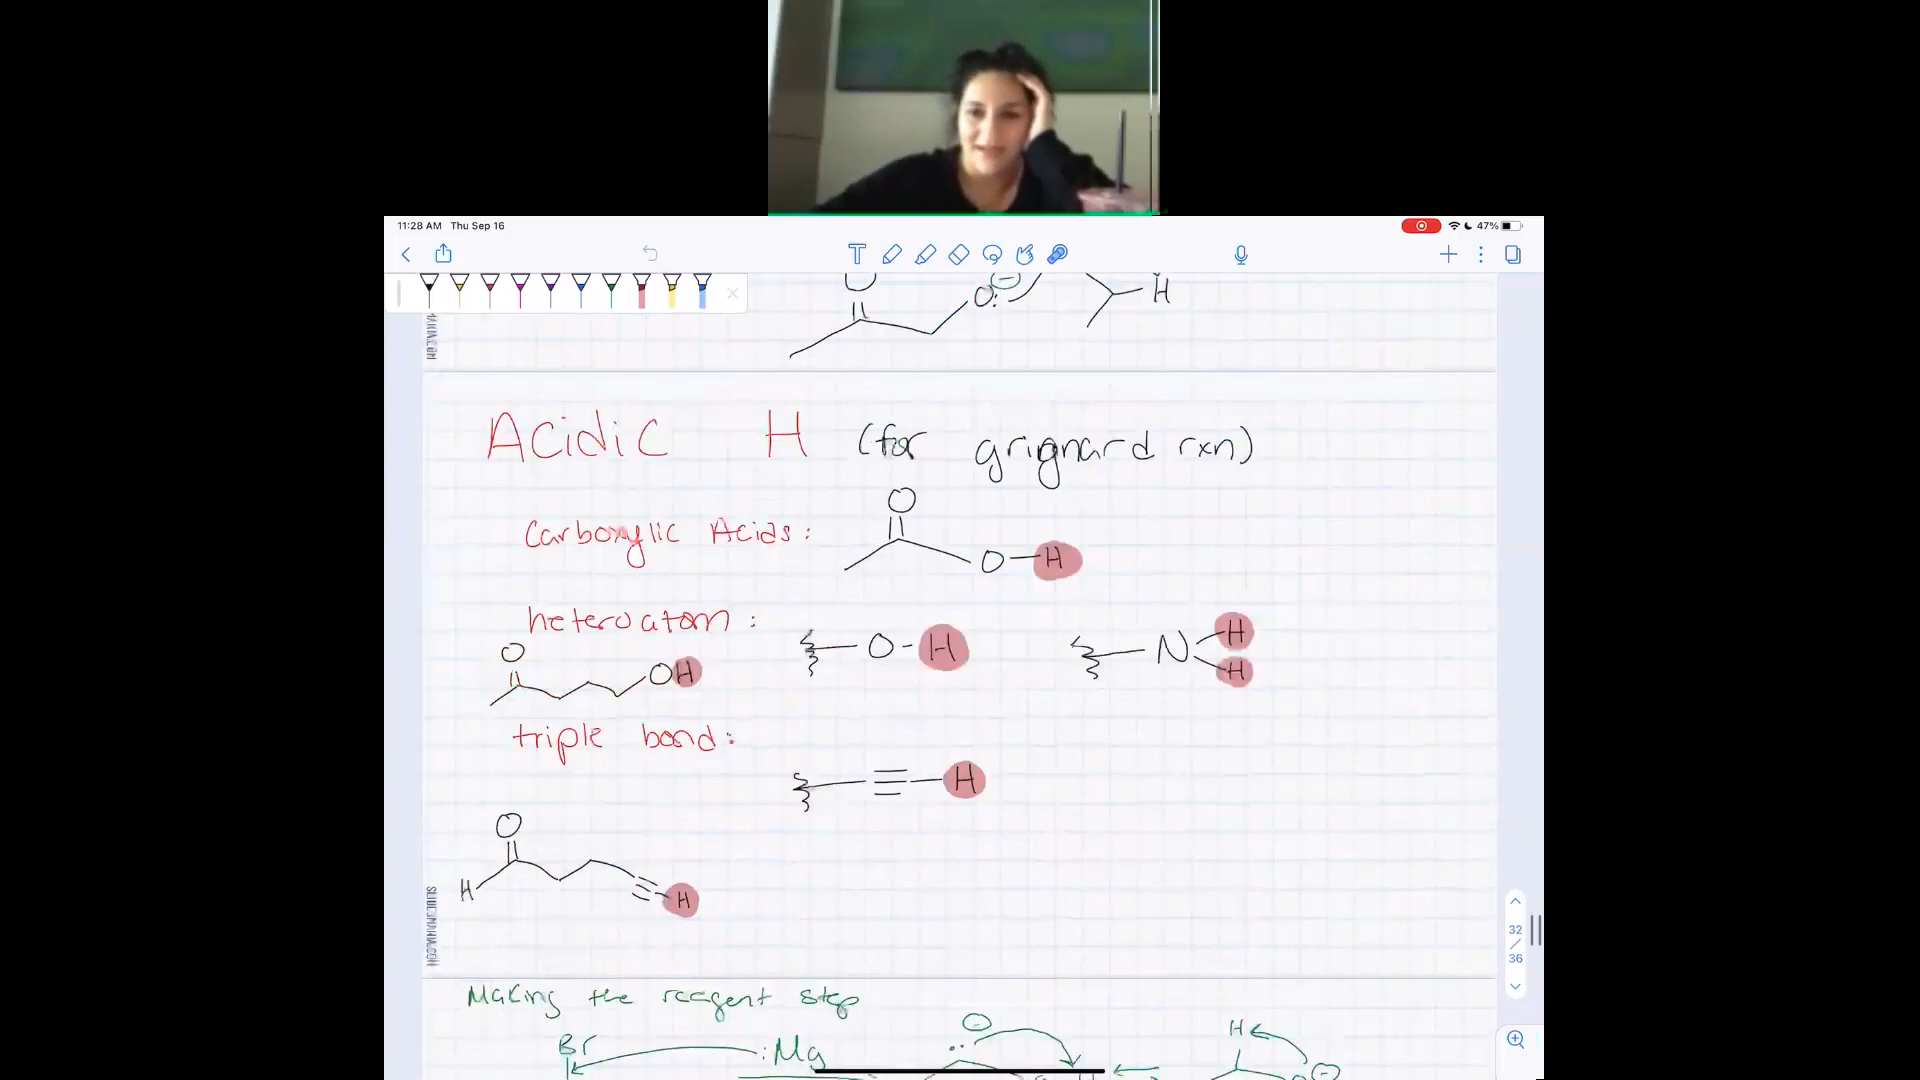 11:28 AM Thu Sep 16
47%
O:
H
Acidic H (for grignard rxn)
O
Carboxylic Acids:
O-H
heteroatom:
O-H
N
H
H
O
OH
triple bond:
H
O
H
H
32
/
36
Making the reagent step
H
Br
:Mg